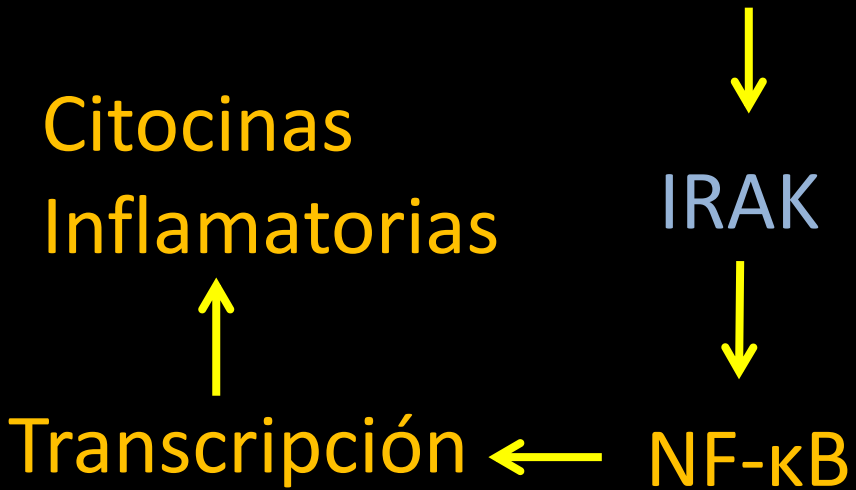 Citocinas
Inflamatorias
IRAK
Transcripción
NF-κB